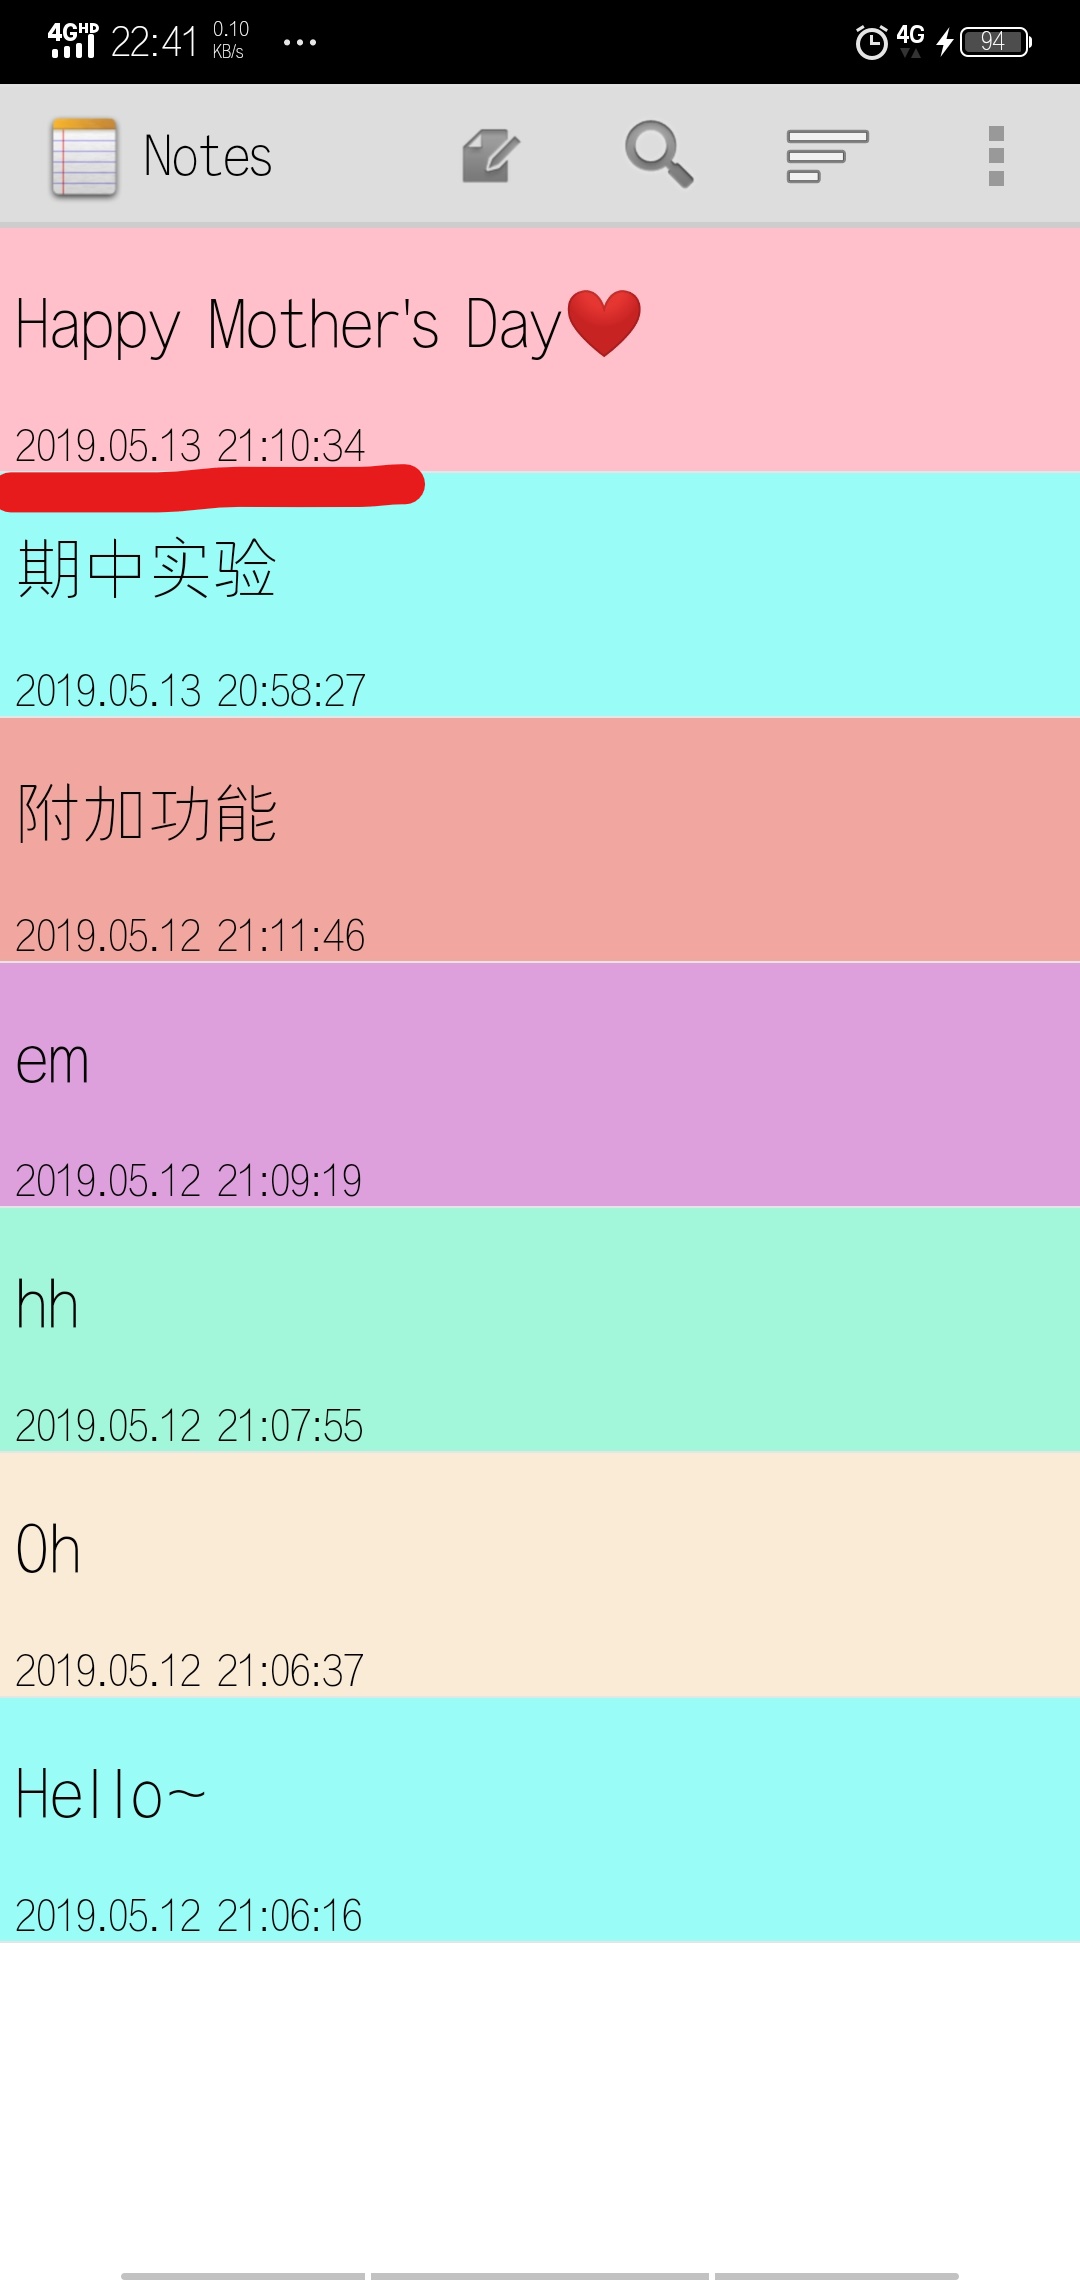 4G HD 22:41 0.10 KB/s ... 4G 94
Notes
Happy Mother's Day❤️
2019.05.13 21:10:34
期中实验
2019.05.13 20:58:27
附加功能
2019.05.12 21:11:46
em
2019.05.12 21:09:19
hh
2019.05.12 21:07:55
Oh
2019.05.12 21:06:37
Hello~
2019.05.12 21:06:16